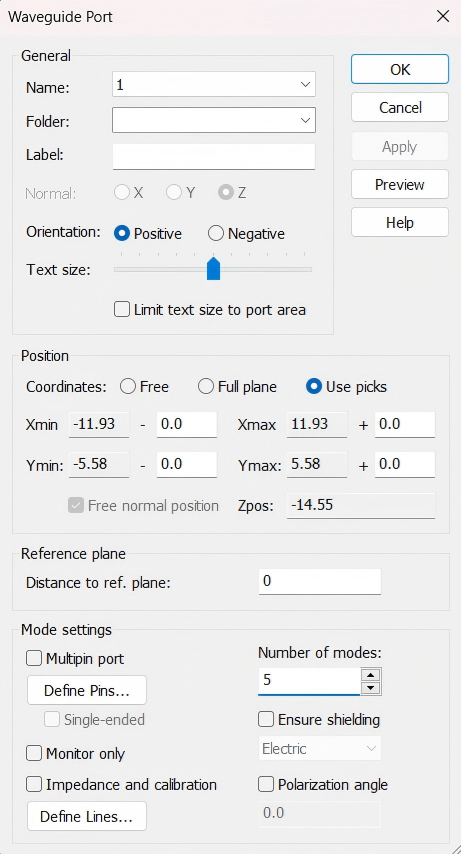 Waveguide Port
General
Name: 1
Folder:
Label:
Normal: X Y Z
Orientation: Positive Negative
Text size:
Limit text size to port area
OK
Cancel
Apply
Preview
Help
Position
Coordinates: Free Full plane Use picks
Xmin -11.93 - 0.0 Xmax 11.93 + 0.0
Ymin: -5.58 - 0.0 Ymax: 5.58 + 0.0
Free normal position Zpos: -14.55
Reference plane
Distance to ref. plane: 0
Mode settings
Multipin port
Define Pins...
Single-ended
Monitor only
Impedance and calibration
Define Lines...
Number of modes:
5
Ensure shielding
Electric
Polarization angle
0.0